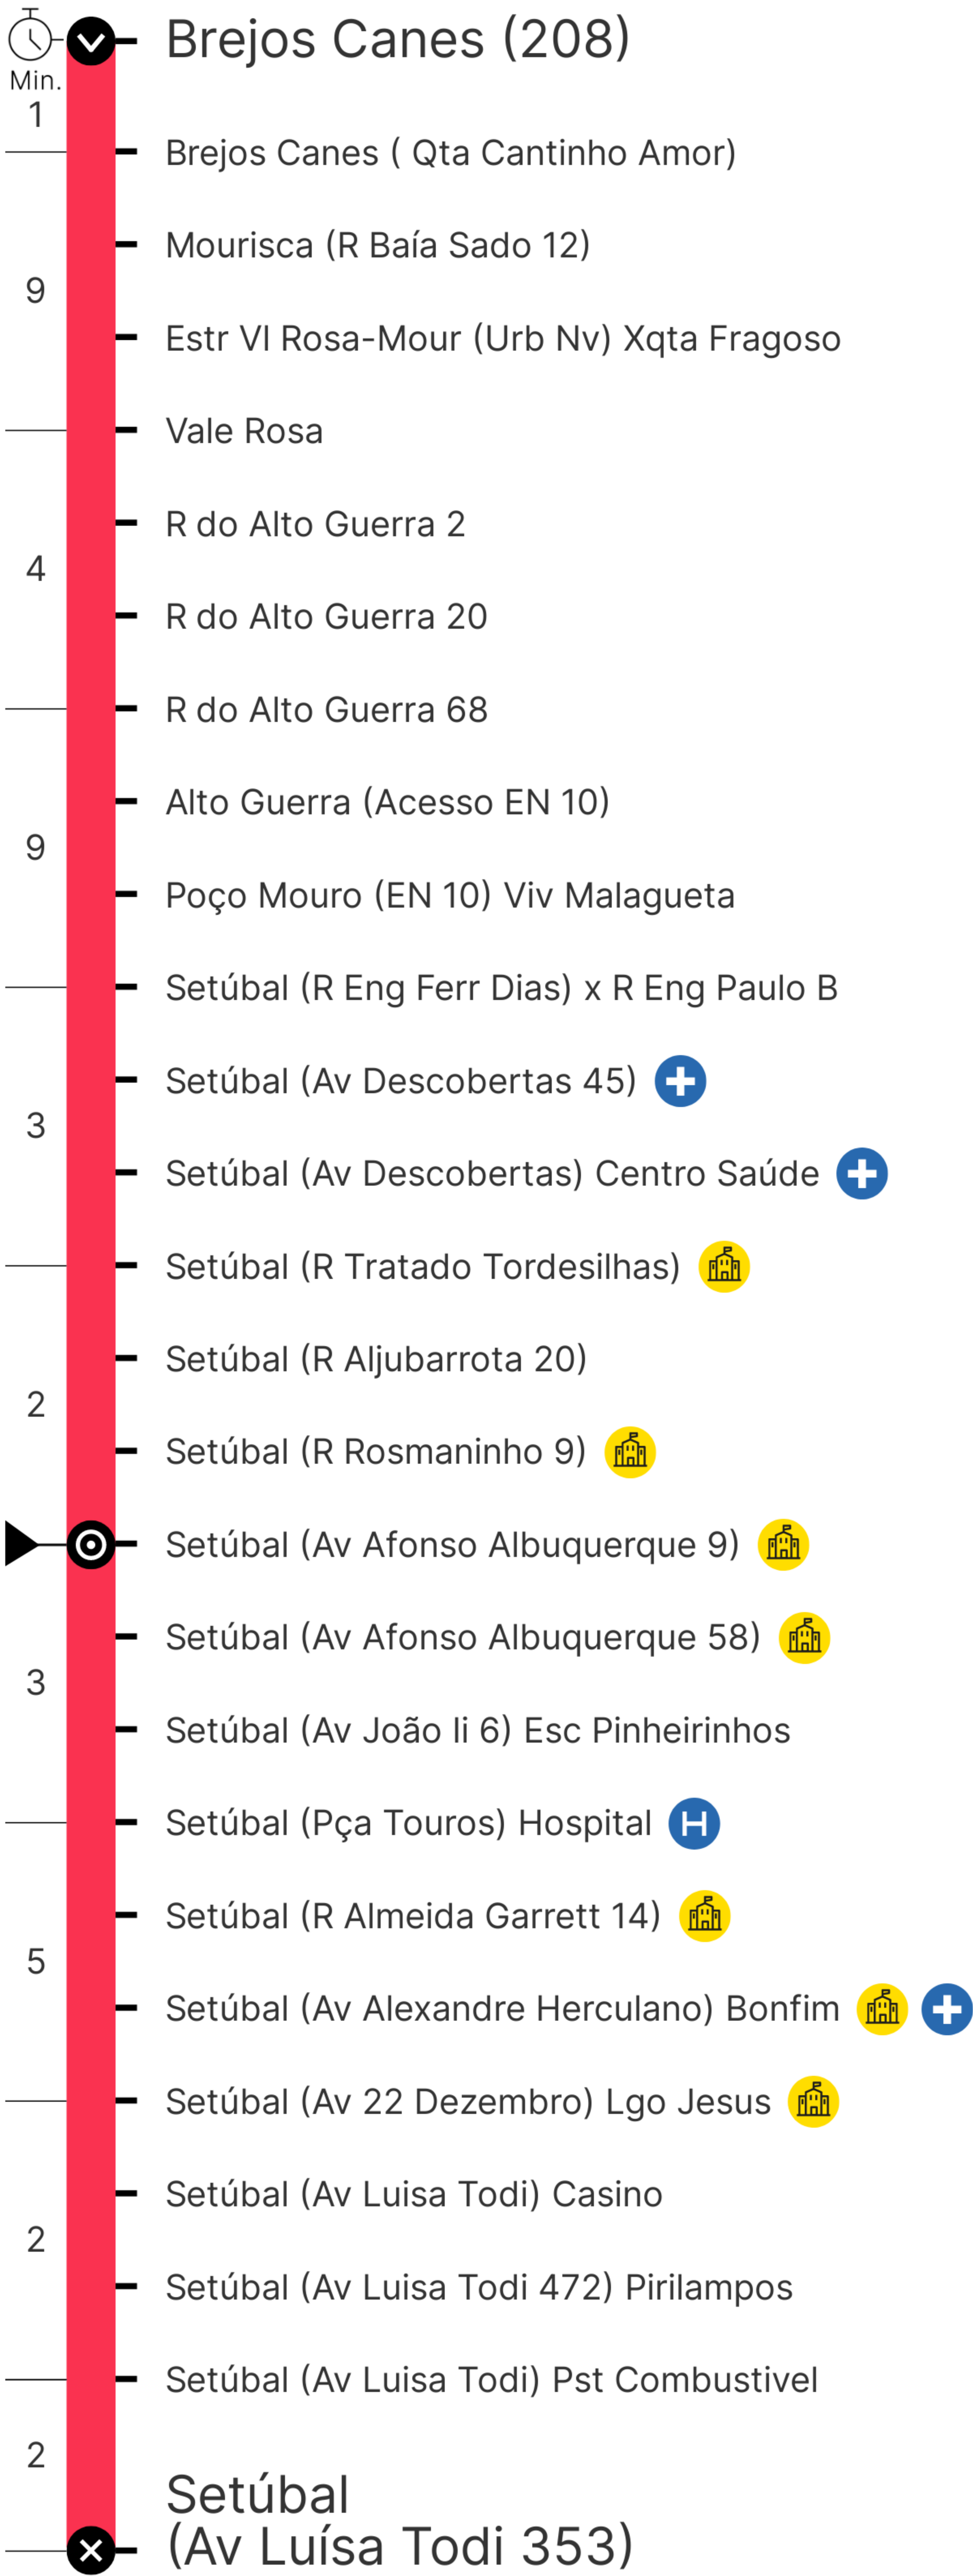 Brejos Canes (208)
Min.
1
Brejos Canes ( Qta Cantinho Amor)
Mourisca (R Baía Sado 12)
9
Estr Vl Rosa-Mour (Urb Nv) Xqta Fragoso
Vale Rosa
R do Alto Guerra 2
4
R do Alto Guerra 20
R do Alto Guerra 68
Alto Guerra (Acesso EN 10)
9
Poço Mouro (EN 10) Viv Malagueta
Setúbal (R Eng Ferr Dias) x R Eng Paulo B
Setúbal (Av Descobertas 45)
3
Setúbal (Av Descobertas) Centro Saúde
Setúbal (R Tratado Tordesilhas)
Setúbal (R Aljubarrota 20)
2
Setúbal (R Rosmaninho 9)
Setúbal (Av Afonso Albuquerque 9)
Setúbal (Av Afonso Albuquerque 58)
3
Setúbal (Av João Ii 6) Esc Pinheirinhos
Setúbal (Pça Touros) Hospital H
Setúbal (R Almeida Garrett 14)
5
Setúbal (Av Alexandre Herculano) Bonfim
Setúbal (Av 22 Dezembro) Lgo Jesus
Setúbal (Av Luisa Todi) Casino
2
Setúbal (Av Luisa Todi 472) Pirilampos
Setúbal (Av Luisa Todi) Pst Combustivel
2
Setúbal
(Av Luísa Todi 353)